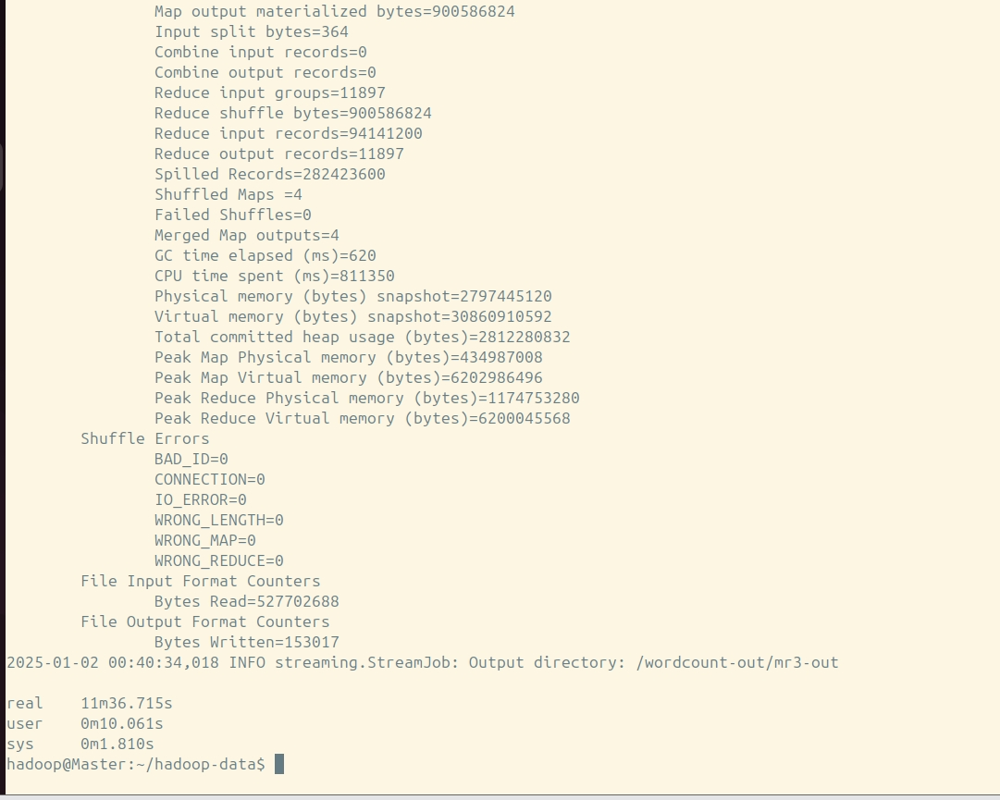 Map output materialized bytes=900586824
Input split bytes=364
Combine input records=0
Combine output records=0
Reduce input groups=11897
Reduce shuffle bytes=900586824
Reduce input records=94141200
Reduce output records=11897
Spilled Records=282423600
Shuffled Maps =4
Failed Shuffles=0
Merged Map outputs=4
GC time elapsed (ms)=620
CPU time spent (ms)=811350
Physical memory (bytes) snapshot=2797445120
Virtual memory (bytes) snapshot=30860910592
Total committed heap usage (bytes)=2812280832
Peak Map Physical memory (bytes)=434987008
Peak Map Virtual memory (bytes)=6202986496
Peak Reduce Physical memory (bytes)=1174753280
Peak Reduce Virtual memory (bytes)=6200045568
Shuffle Errors
BAD_ID=0
CONNECTION=0
IO_ERROR=0
WRONG_LENGTH=0
WRONG_MAP=0
WRONG_REDUCE=0
File Input Format Counters
Bytes Read=527702688
File Output Format Counters
Bytes Written=153017
2025-01-02 00:40:34,018 INFO streaming.StreamJob: Output directory: /wordcount-out/mr3-out
real 11m36.715s
user 0m10.061s
sys 0m1.810s
hadoop@Master:~/hadoop-data$